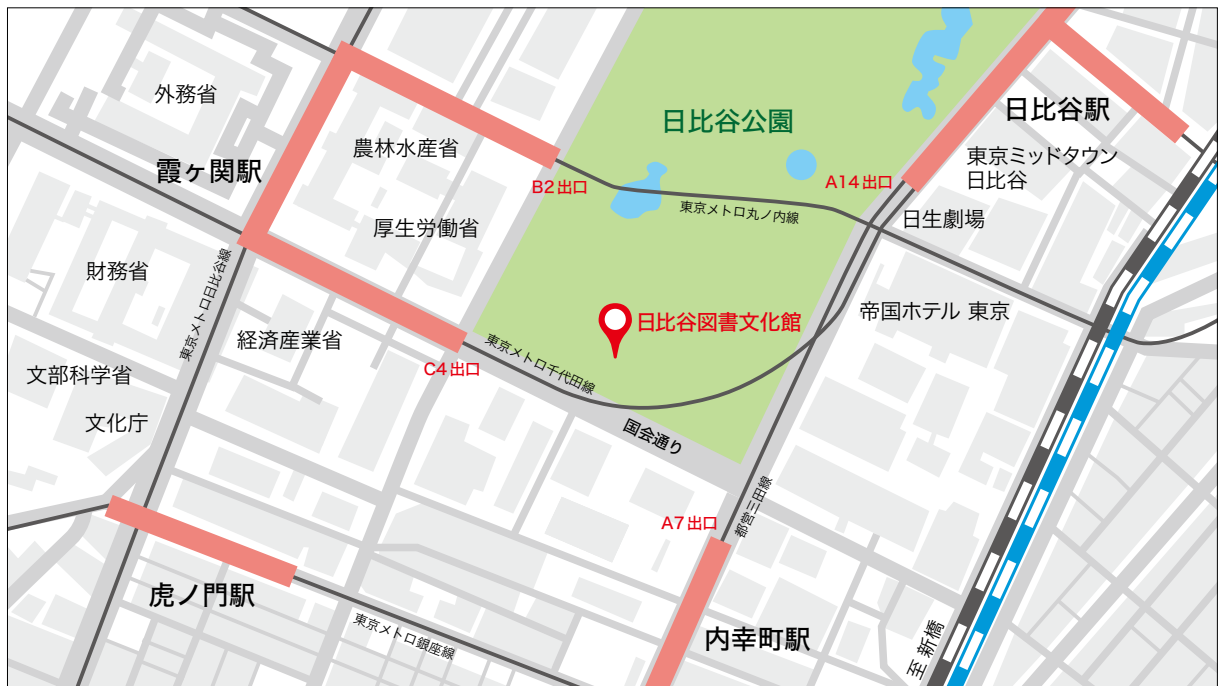 外務省
農林水産省
霞ヶ関駅
B2出口
厚生労働省
日比谷公園
日比谷駅
東京ミッドタウン
日比谷
A14出口
東京メトロ丸ノ内線
日生劇場
財務省
東京メトロ日比谷線
経済産業省
日比谷図書文化館
帝国ホテル 東京
文部科学省
文化庁
C4出口
東京メトロ千代田線
国会通り
A7出口
都営三田線
虎ノ門駅
東京メトロ銀座線
内幸町駅
至 新橋